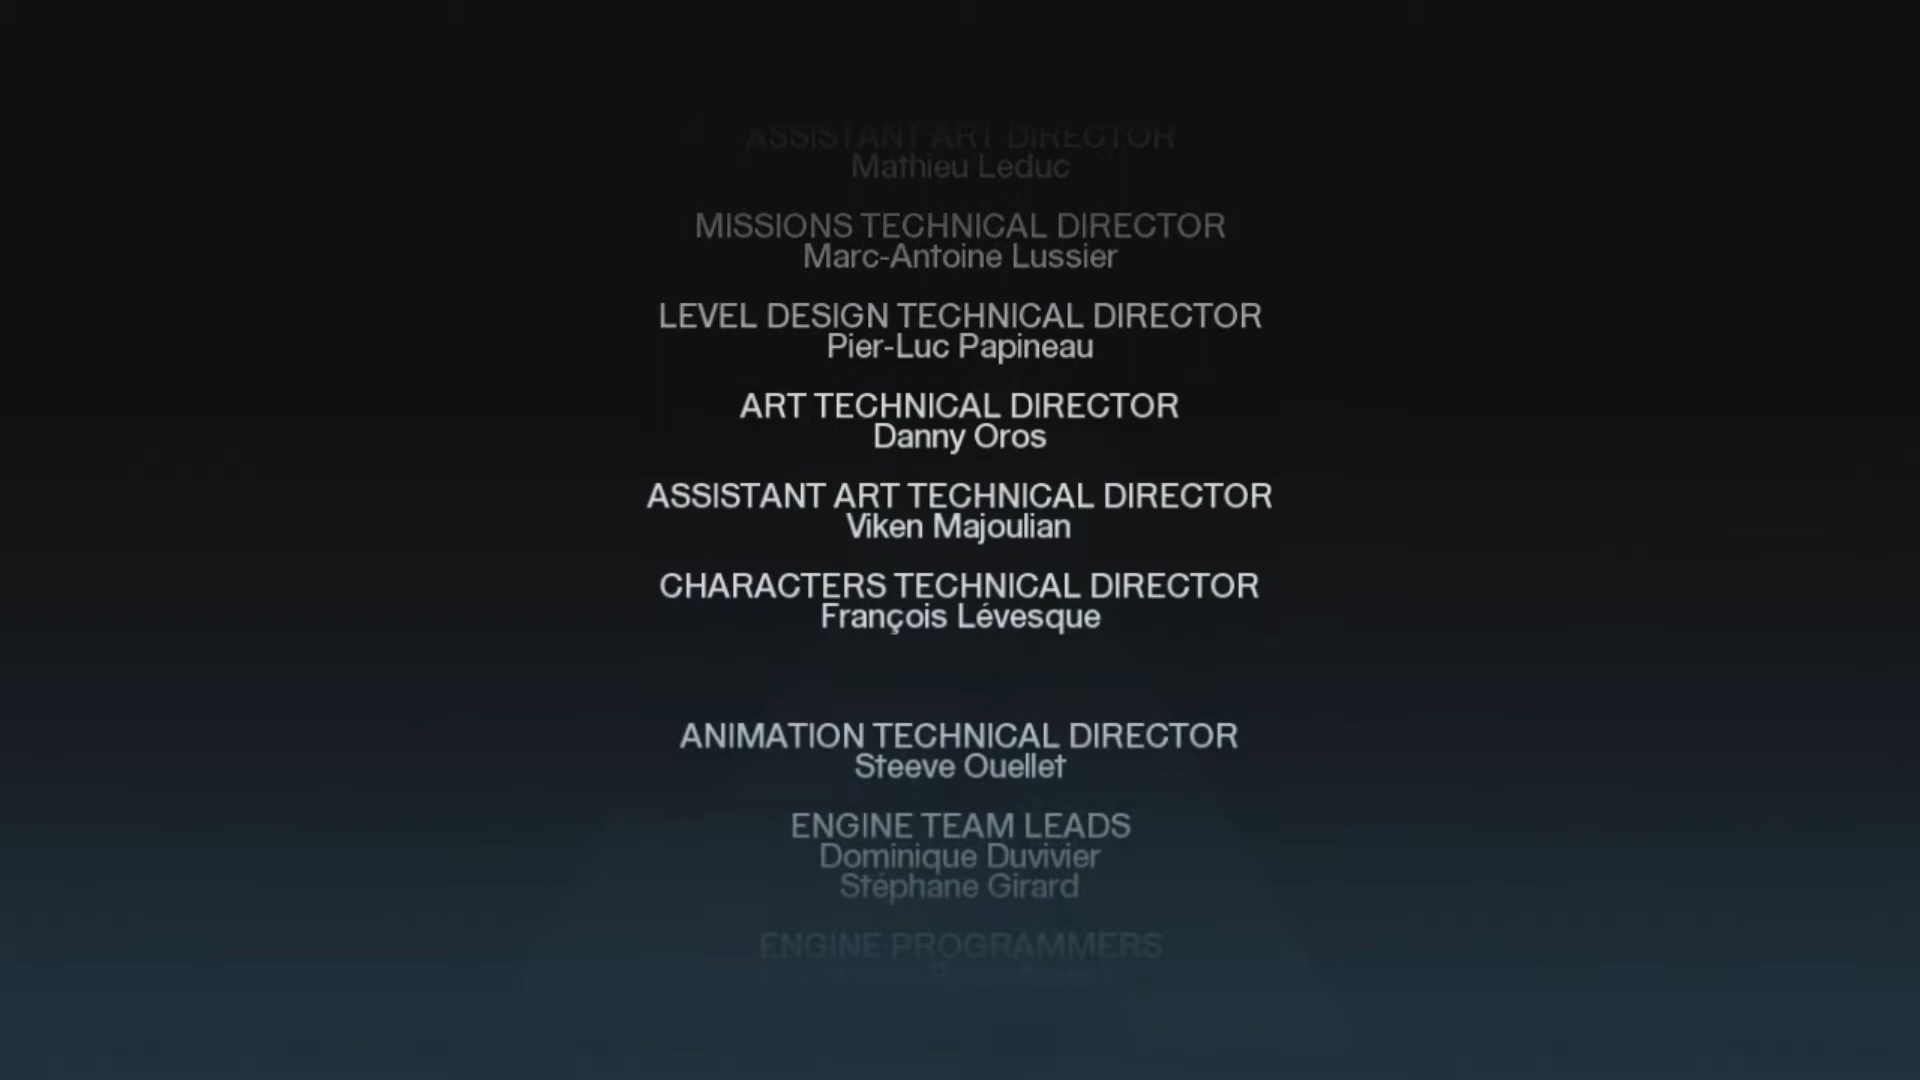 ASSISTANT ART DIRECTOR
Mathieu Leduc
MISSIONS TECHNICAL DIRECTOR
Marc-Antoine Lussier
LEVEL DESIGN TECHNICAL DIRECTOR
Pier-Luc Papineau
ART TECHNICAL DIRECTOR
Danny Oros
ASSISTANT ART TECHNICAL DIRECTOR
Viken Majoulian
CHARACTERS TECHNICAL DIRECTOR
François Lévesque
ANIMATION TECHNICAL DIRECTOR
Steeve Ouellet
ENGINE TEAM LEADS
Dominique Duvivier
Stéphane Girard
ENGINE PROGRAMMERS